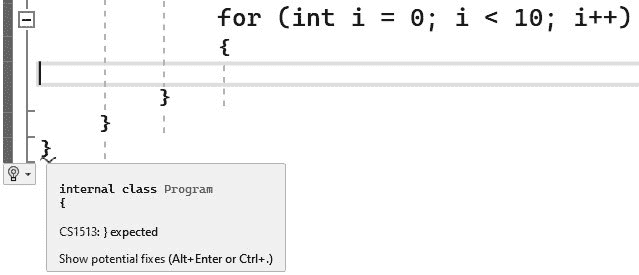 for (int i = 0; i < 10; i++)
{
}
}
}
internal class Program
{
CS1513: } expected
Show potential fixes (Alt+Enter or Ctrl+.)